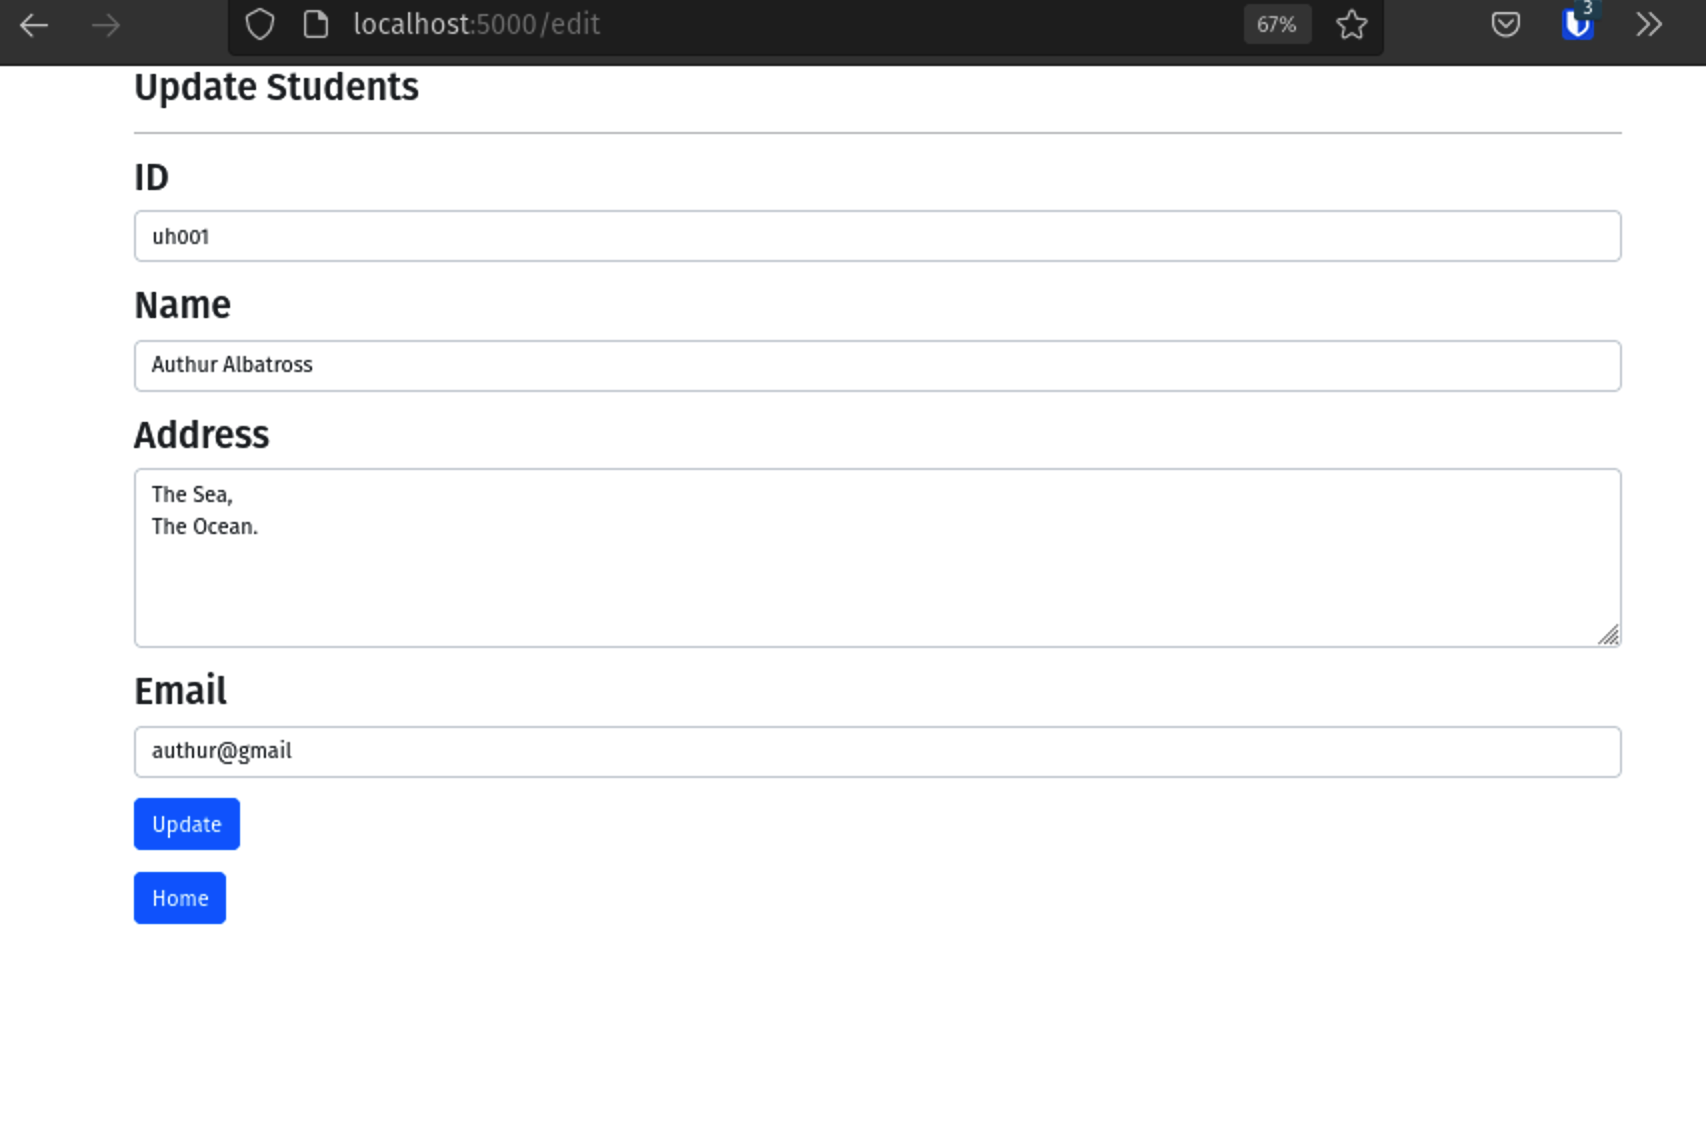 localhost:5000/edit
67%
3
Update Students
ID
uh001
Name
Authur Albatross
Address
The Sea,
The Ocean.
Email
authur@gmail
Update
Home